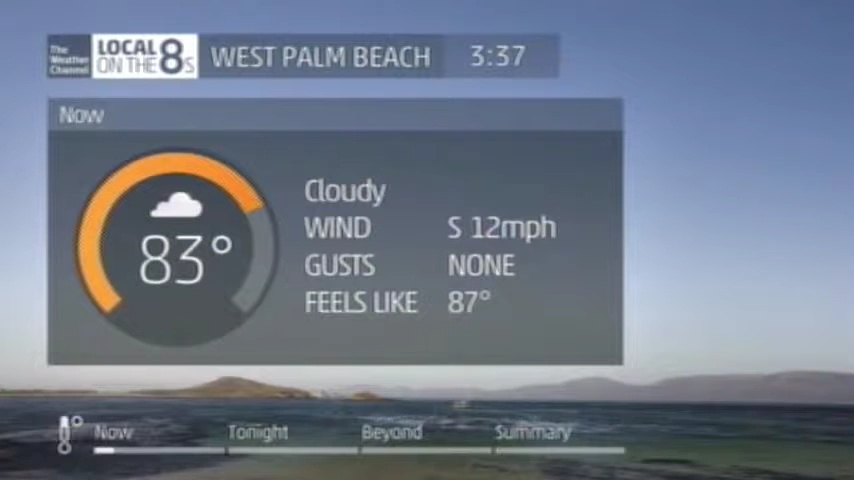 The Weather Channel
LOCAL ON THE 8s
WEST PALM BEACH 3:37
Now
83°
Cloudy
WIND S 12mph
GUSTS NONE
FEELS LIKE 87°
Now Tonight Beyond Summary